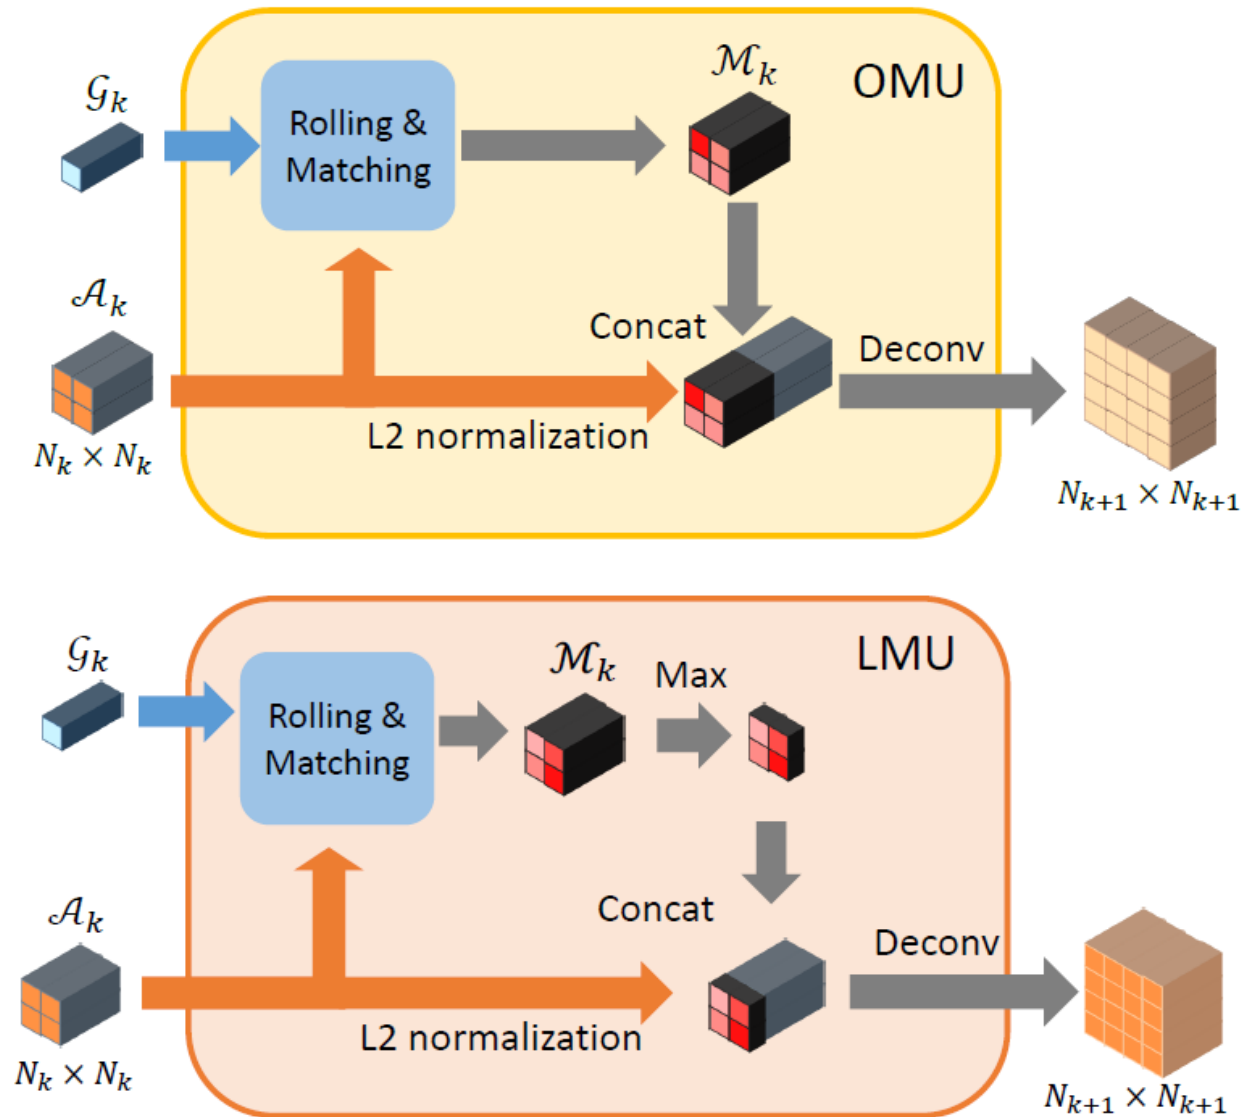 OMU
𝒢k
Rolling &
Matching
ℳk
𝒜k
Nk × Nk
Concat
L2 normalization
Deconv
Nk+1 × Nk+1
LMU
𝒢k
Rolling &
Matching
ℳk
Max
𝒜k
Nk × Nk
Concat
L2 normalization
Deconv
Nk+1 × Nk+1